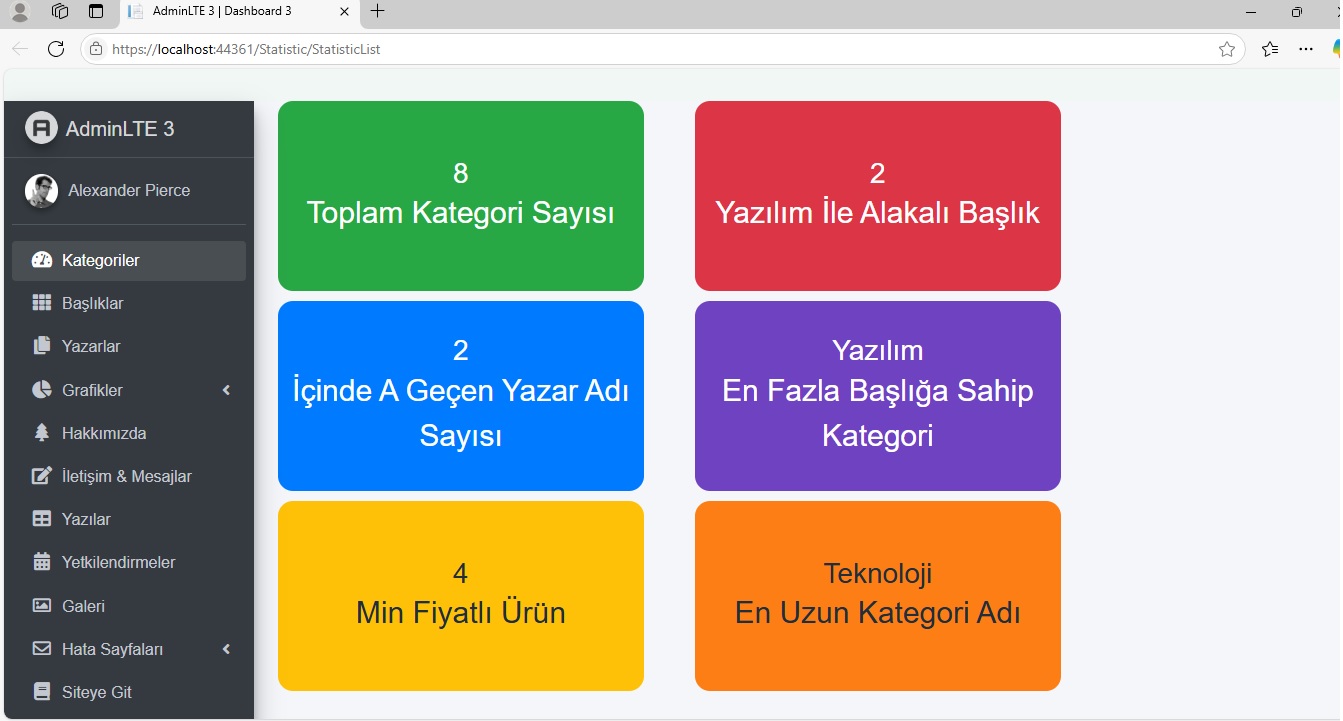 AdminLTE 3 | Dashboard 3
https://localhost:44361/Statistic/StatisticList
AdminLTE 3
Alexander Pierce
Kategoriler
Başlıklar
Yazarlar
Grafikler
Hakkımızda
İletişim & Mesajlar
Yazılar
Yetkilendirmeler
Galeri
Hata Sayfaları
Siteye Git
8
Toplam Kategori Sayısı
2
Yazılım İle Alakalı Başlık
2
İçinde A Geçen Yazar Adı
Sayısı
Yazılım
En Fazla Başlığa Sahip
Kategori
4
Min Fiyatlı Ürün
Teknoloji
En Uzun Kategori Adı